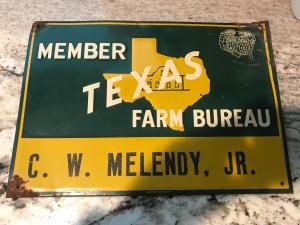 MEMBER
TEXAS
FARM BUREAU
C. W. MELENDY, JR.